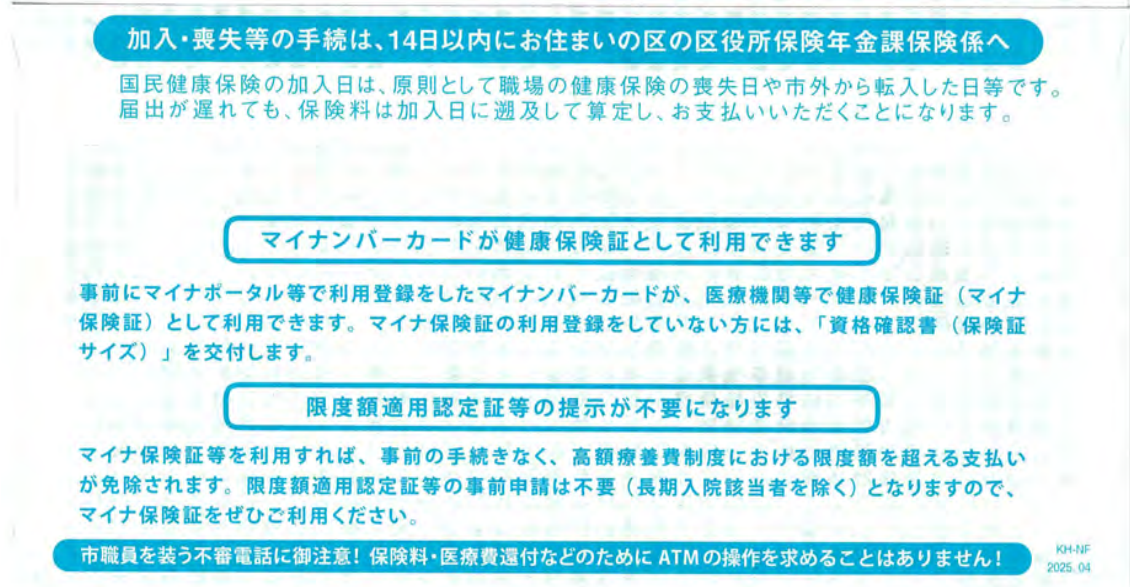 加入・喪失等の手続は、14日以内にお住まいの区の区役所保険年金課保険係へ
国民健康保険の加入日は、原則として職場の健康保険の喪失日や市外から転入した日等です。
届出が遅れても、保険料は加入日に遡及して算定し、お支払いいただくことになります。
マイナンバーカードが健康保険証として利用できます
事前にマイナポータル等で利用登録をしたマイナンバーカードが、医療機関等で健康保険証（マイナ
保険証）として利用できます。マイナ保険証の利用登録をしていない方には、「資格確認書（保険証
サイズ）」を交付します。
限度額適用認定証等の提示が不要になります
マイナ保険証等を利用すれば、事前の手続きなく、高額療養費制度における限度額を超える支払い
が免除されます。限度額適用認定証等の事前申請は不要（長期入院該当者を除く）となりますので、
マイナ保険証をぜひご利用ください。
市職員を装う不審電話に御注意！保険料・医療費還付などのためにATMの操作を求めることはありません！
KH-NF
2025.04